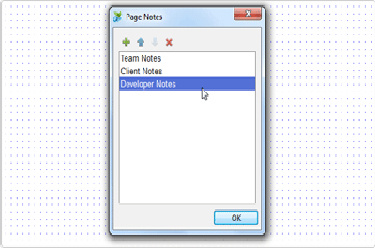 Page Notes
Team Notes
Client Notes
Developer Notes
OK